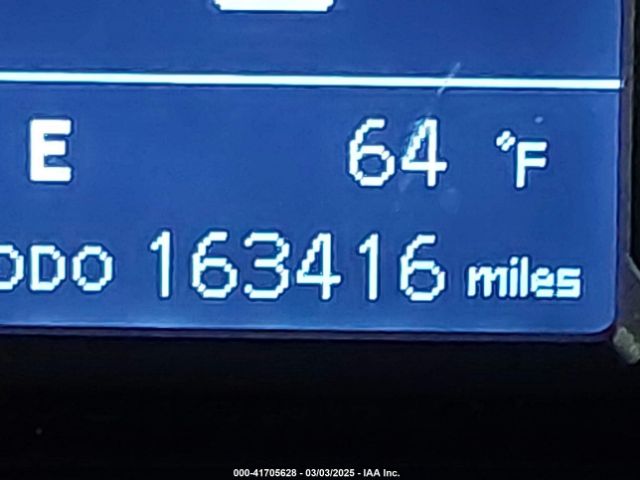 E 64 °F
ODO 163416 miles
000-41705628 - 03/03/2025 - IAA Inc.